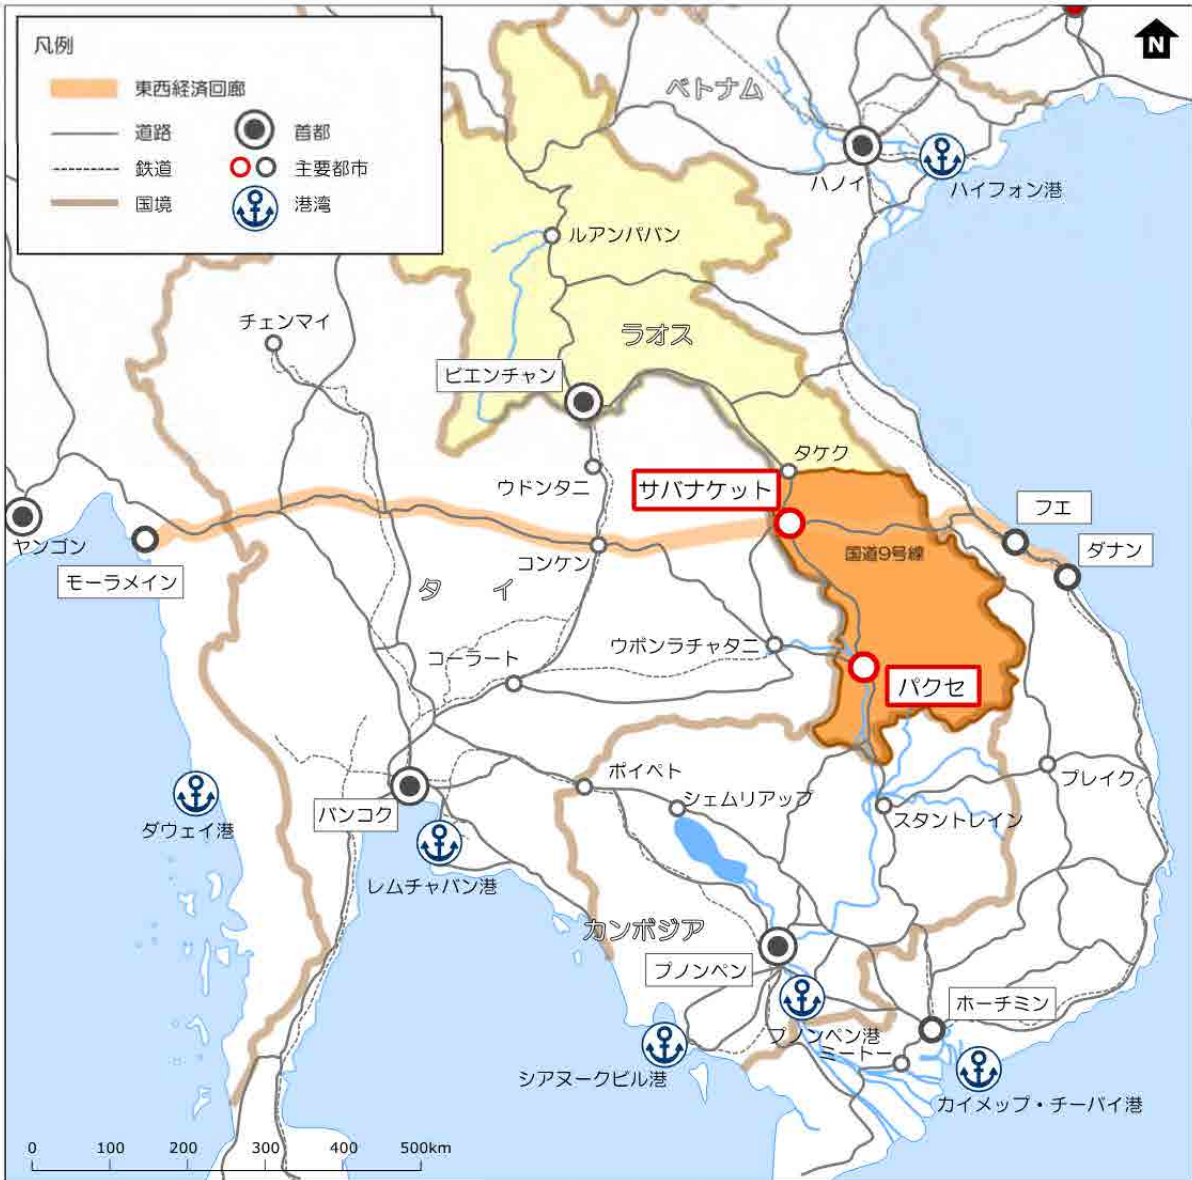 凡例
東西経済回廊
道路
首都
鉄道
主要都市
国境
港湾
N
ベトナム
ハノイ
ハイフォン港
ルアンパバン
チェンマイ
ラオス
ビエンチャン
タケク
ウドンタニ
サバナケット
フエ
ヤンゴン
コンケン
国道9号線
ダナン
モーラメイン
タイ
ウボンラチャタニ
コーラート
パクセ
ポイペト
プレイク
シェムリアップ
バンコク
スタントレイン
ダウェイ港
レムチャバン港
カンボジア
プノンペン
ホーチミン
プノンペン港
ミートー
シアヌークビル港
カイメップ・チーバイ港
0 100 200 300 400 500km